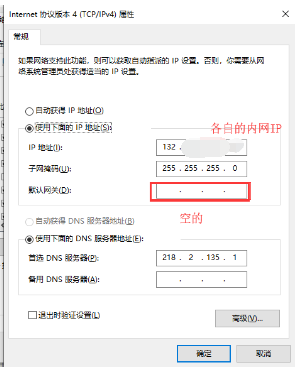 Internet 协议版本 4 (TCP/IPv4) 属性
常规
如果网络支持此功能，则可以获取自动指派的 IP 设置。否则，你需要从网
络系统管理员处获得适当的 IP 设置。
自动获得 IP 地址(O)
使用下面的 IP 地址(S):
各自的内网IP
IP 地址(I):
132 .
子网掩码(U):
255 . 255 . 255 . 0
默认网关(D):
. . .
空的
自动获得 DNS 服务器地址(B)
使用下面的 DNS 服务器地址(E):
首选 DNS 服务器(P):
218 . 2 . 135 . 1
备用 DNS 服务器(A):
. . .
退出时验证设置(L)
高级(V)...
确定
取消